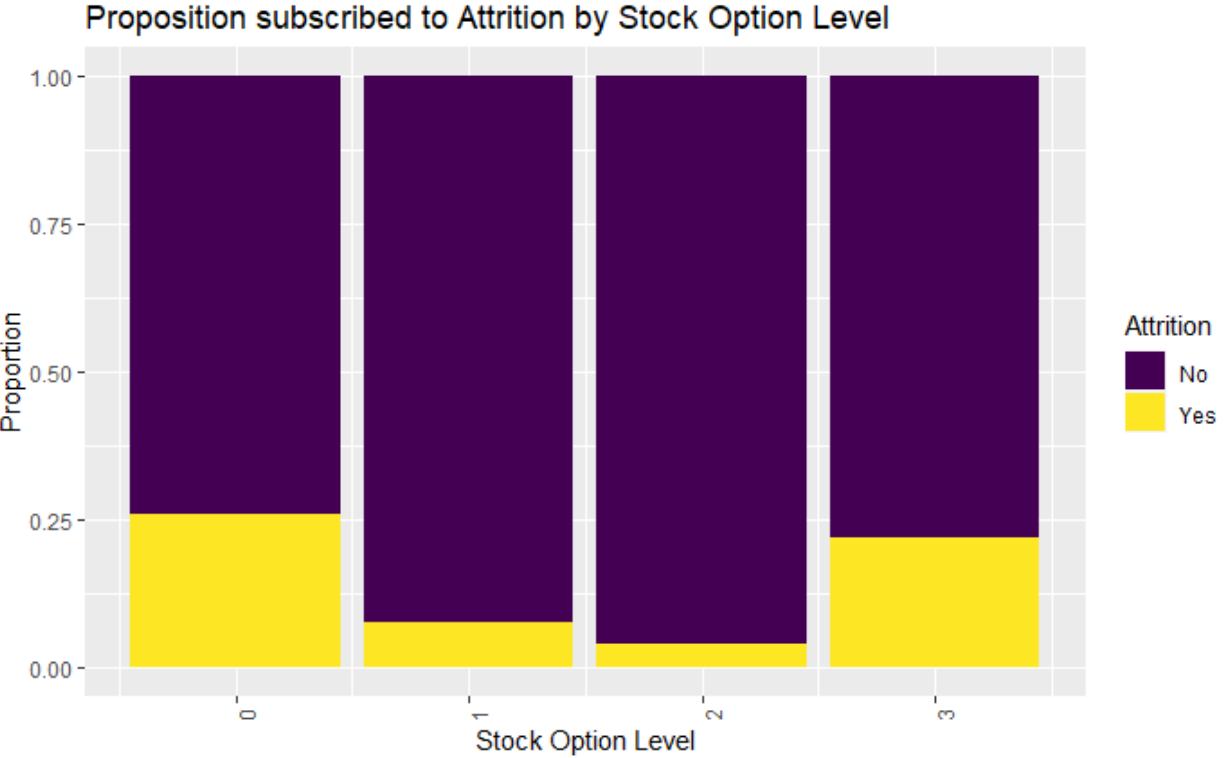 Proposition subscribed to Attrition by Stock Option Level
1.00
0.75
0.50
0.25
0.00
Proportion
0
1
2
3
Stock Option Level
Attrition
No
Yes